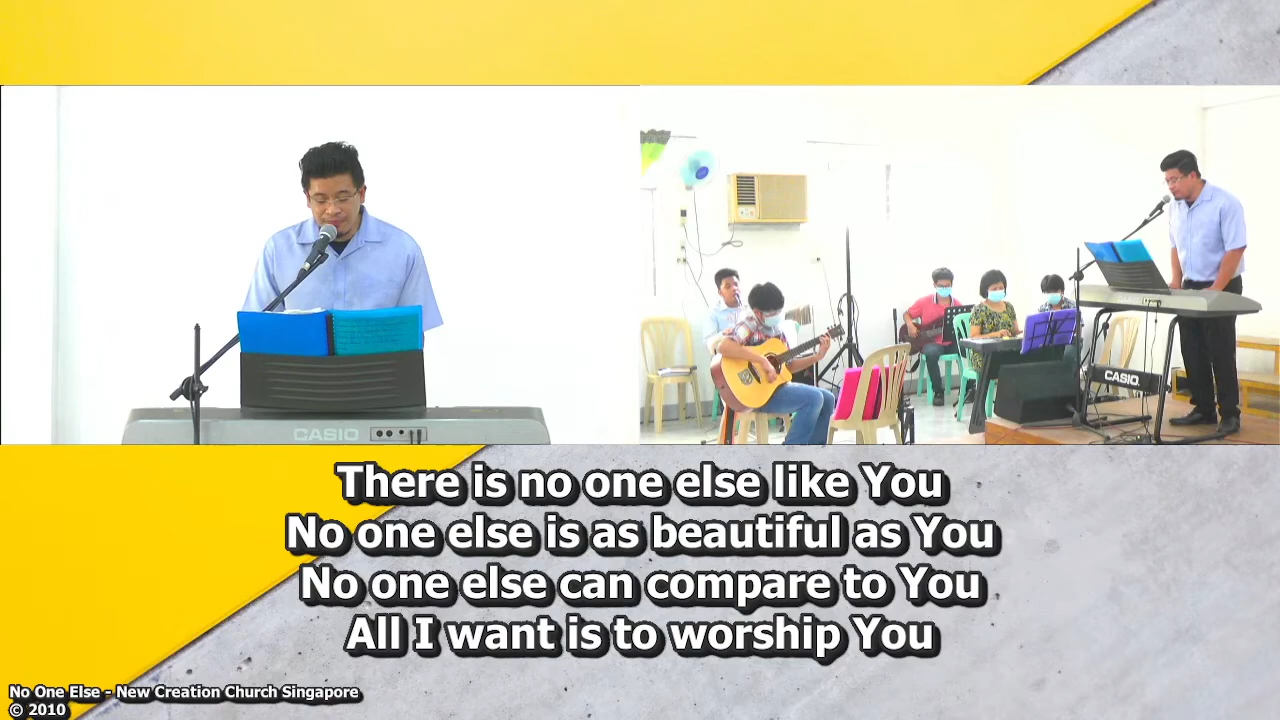 CASIO
CASIO
There is no one else like You
No one else is as beautiful as You
No one else can compare to You
All I want is to worship You
No One Else - New Creation Church Singapore
© 2010